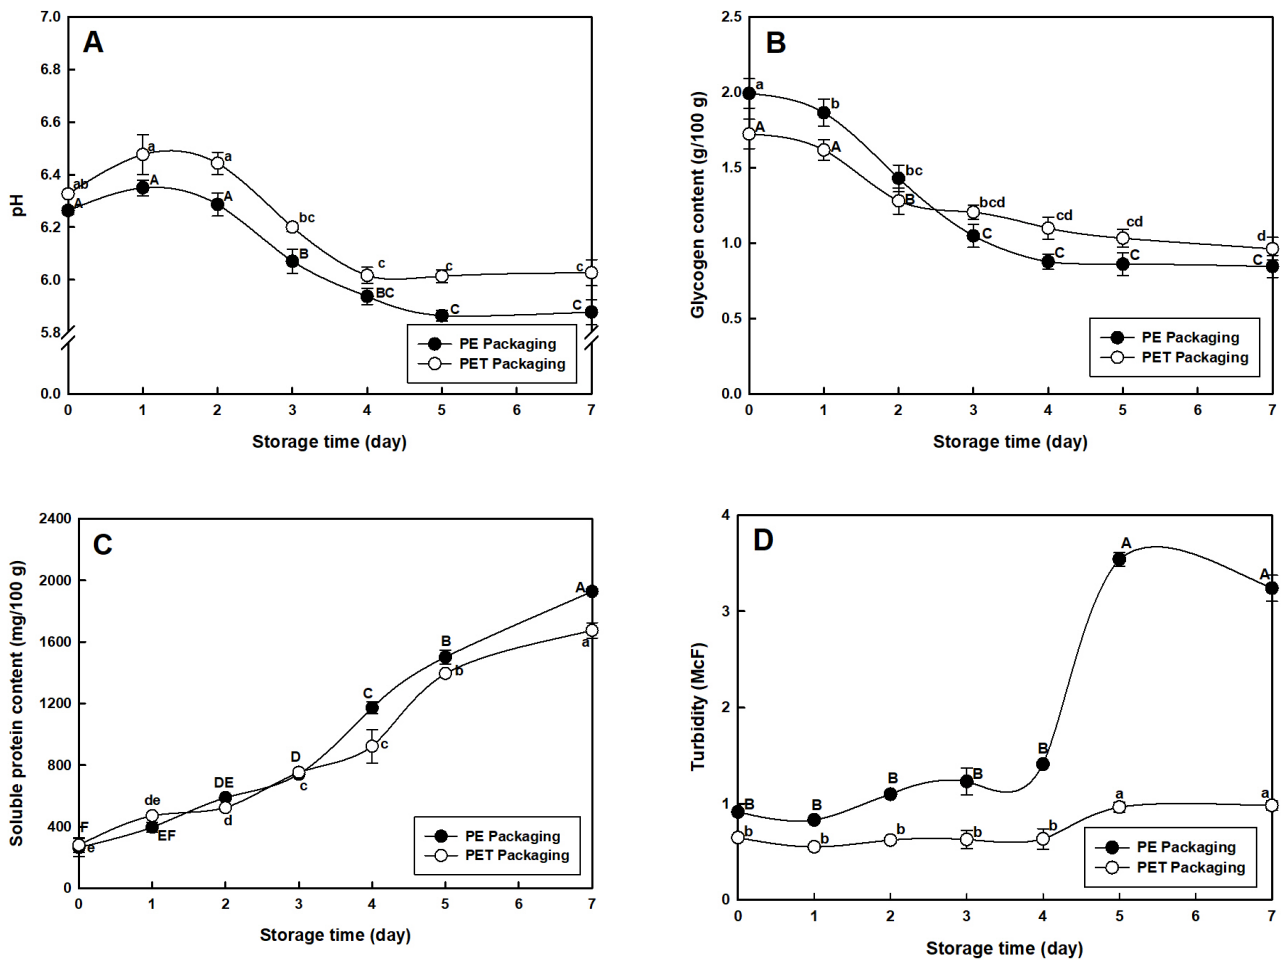 A
pH
7.0
6.8
6.6
6.4
6.2
6.0
5.8
0.0
ab
a
a
bc
c
c
c
A
A
A
B
BC
C
C
PE Packaging
PET Packaging
0 1 2 3 4 5 6 7
Storage time (day)
B
Glycogen content (g/100 g)
2.5
2.0
1.5
1.0
0.5
0.0
a
b
bc
bcd
cd
cd
d
A
A
B
C
C
C
C
PE Packaging
PET Packaging
0 1 2 3 4 5 6 7
Storage time (day)
C
Soluble protein content (mg/100 g)
2400
2000
1600
1200
800
400
0
F
EF
DE
D
C
B
A
e
de
d
c
c
b
a
PE Packaging
PET Packaging
0 1 2 3 4 5 6 7
Storage time (day)
D
Turbidity (McF)
4
3
2
1
0
B
B
B
B
B
A
A
b
b
b
b
b
a
a
PE Packaging
PET Packaging
0 1 2 3 4 5 6 7
Storage time (day)